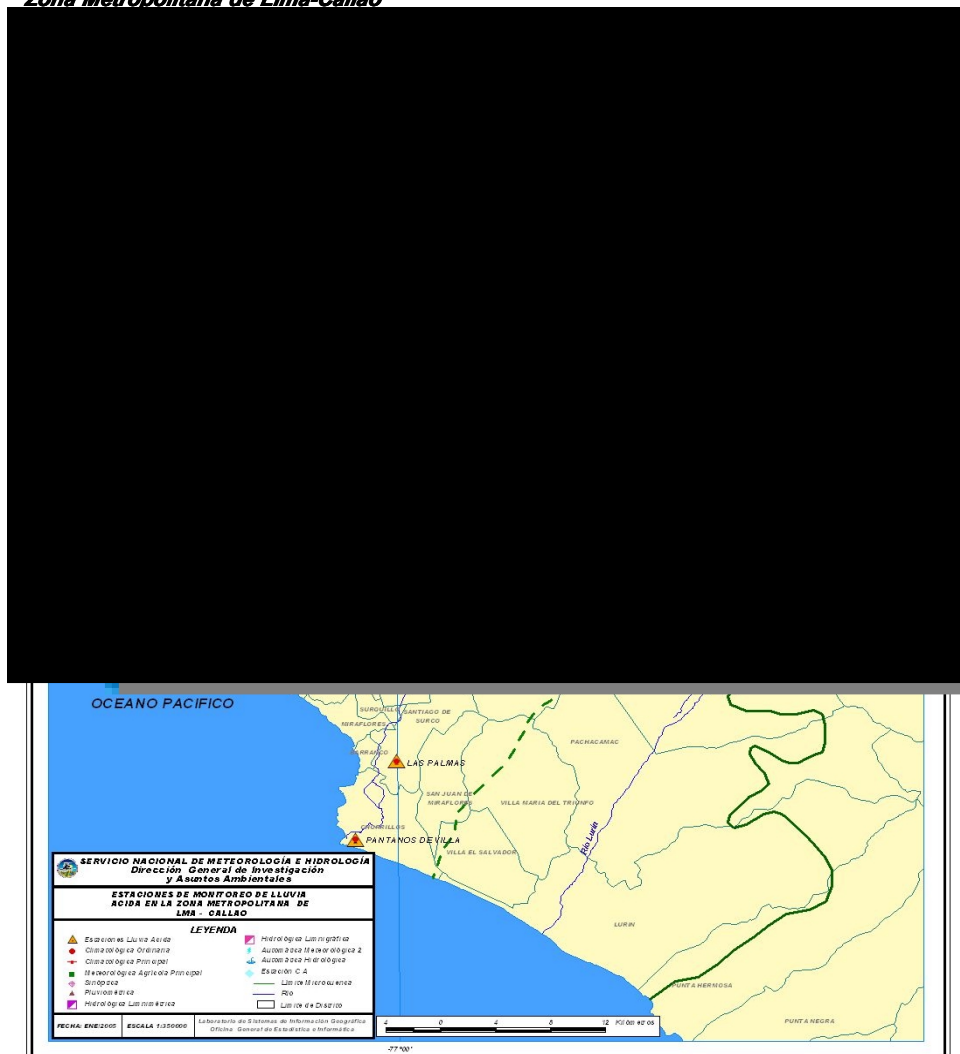 Zona Metropolitana de Lima-Callao
OCEANO PACIFICO
SURQUILLO
SANTIAGO DE
SURCO
MIRAFLORES
BARRANCO
PACHACAMAC
LAS PALMAS
SAN JUAN DE
MIRAFLORES
VILLA MARIA DEL TRIUNFO
CHORRILLOS
PANTANOS DE VILLA
VILLA EL SALVADOR
Río Lurín
LURIN
PUNTA HERMOSA
PUNTA NEGRA
SERVICIO NACIONAL DE METEOROLOGÍA E HIDROLOGÍA
Dirección General de Investigación
y Asuntos Ambientales
ESTACIONES DE MONITOREO DE LLUVIA
ACIDA EN LA ZONA METROPOLITANA DE
LMA - CALLAO
LEYENDA
Estaciones Lluvia Acida
Climatológica Ordinaria
Climatológica Principal
Meteorológica Agrícola Principal
Sinóptica
Pluviométrica
Hidrológica Limnimétrica
Hidrológica Limnigráfica
Automática Meteorológica 2
Automática Hidrológica
Estación C.A
Límite Microcuenca
Río
Límite de Distrito
FECHA: ENE/2005
ESCALA 1:350000
Laboratorio de Sistemas de Información Geográfica
Oficina General de Estadística e Informática
4 0 4 8 12 Kilómetros
-77°00'